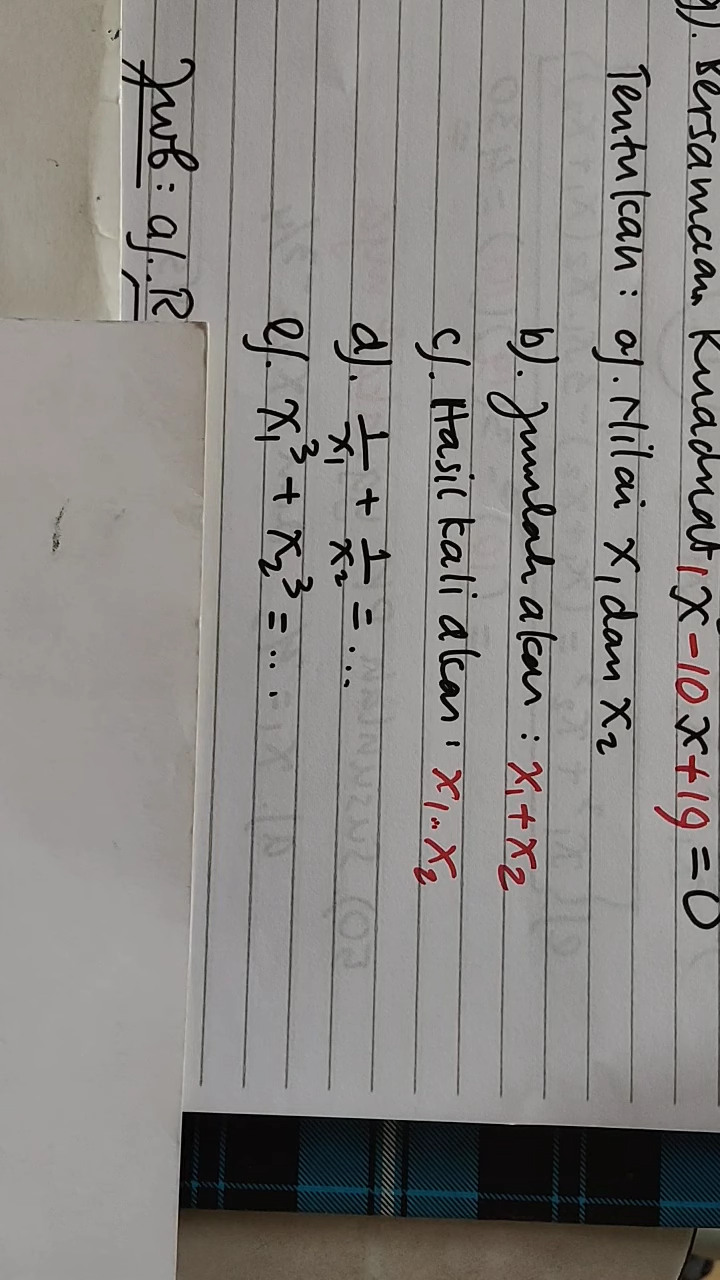 Persamaan Kuadrat, x-10x+19=0
Tentukan: a). Nilai x₁ dan x₂
b). Jumlah akar: x₁+x₂
c). Hasil kali akar: x₁.x₂
d). 1/x₁ + 1/x₂ = ...
e). x₁³ + x₂³ = ...
Jwb: a).